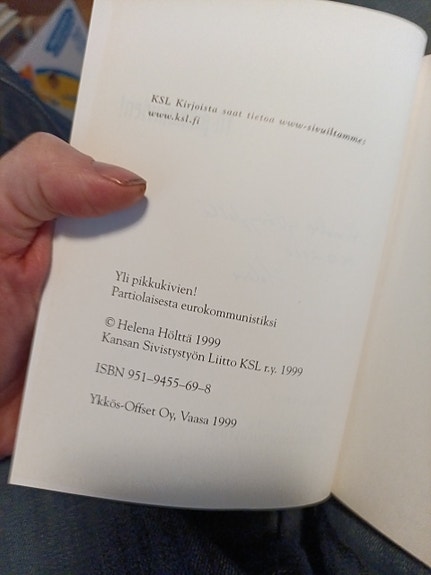 KSL Kirjoista saat tietoa www-sivuiltamme:
www.ksl.fi
Yli pikkukivien!
Partiolaisesta eurokommunistiksi
© Helena Hölttä 1999
Kansan Sivistystyön Liitto KSL r.y. 1999
ISBN 951–9455–69–8
Ykkös-Offset Oy, Vaasa 1999